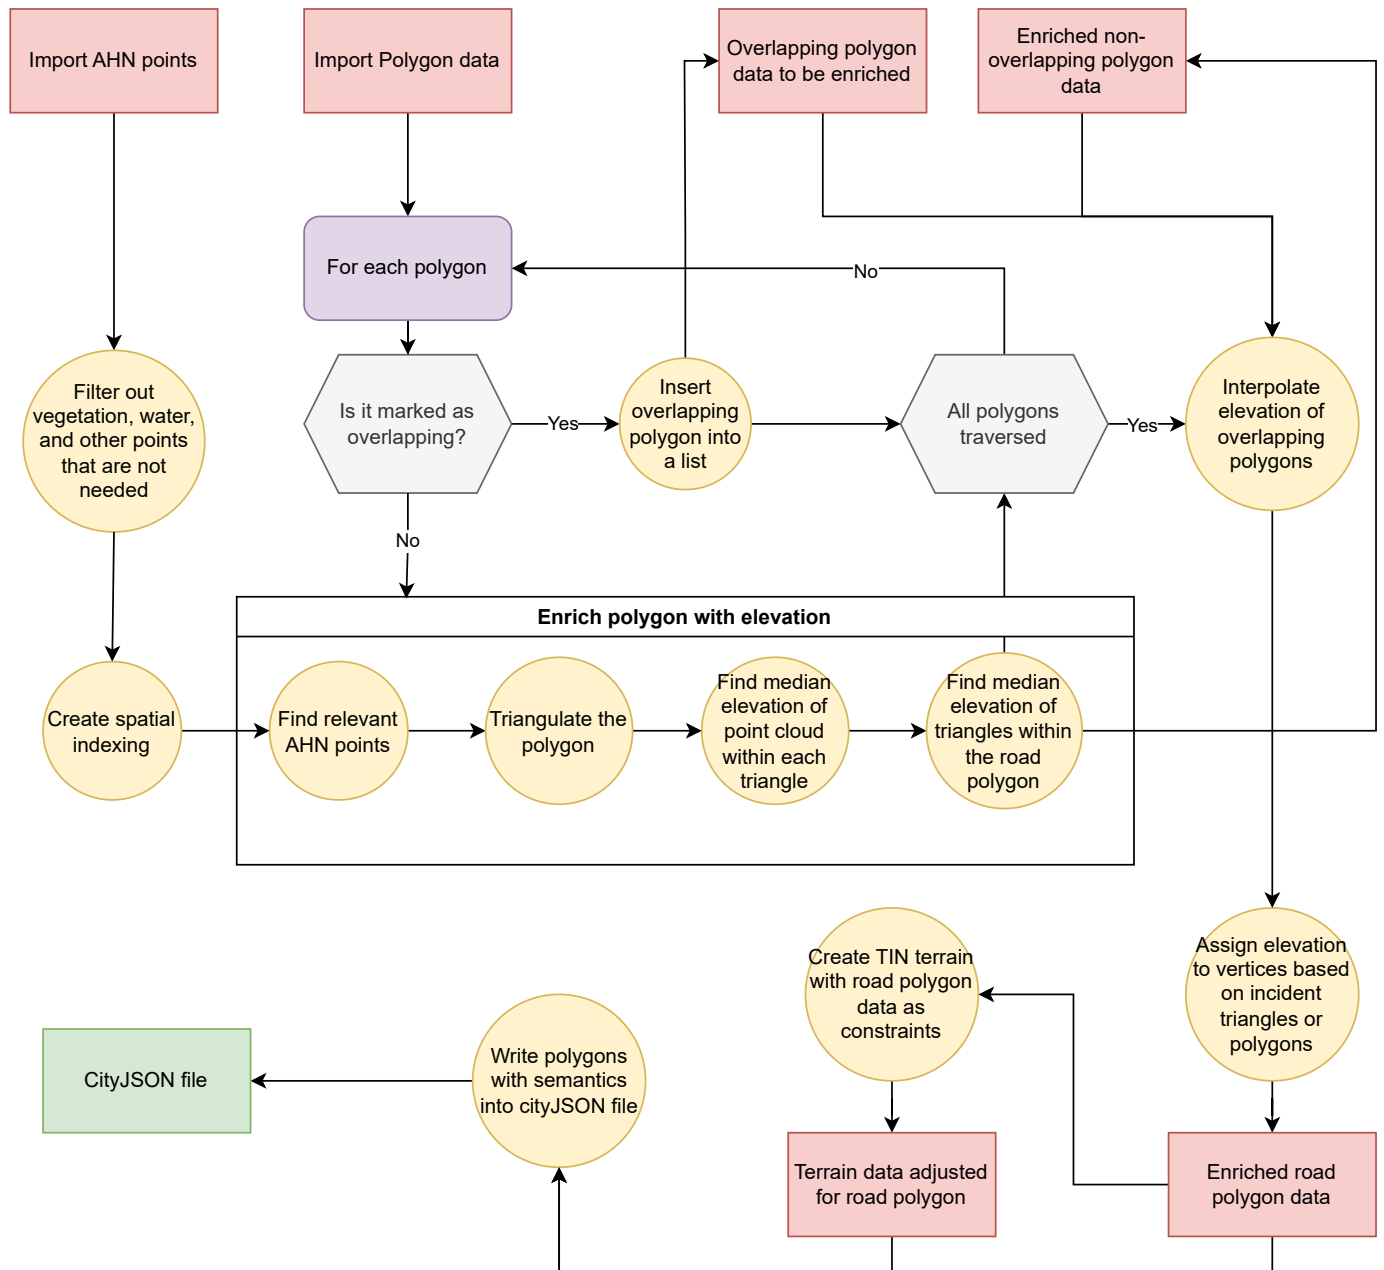 Import AHN points
Import Polygon data
Overlapping polygon
data to be enriched
Enriched non-
overlapping polygon
data
For each polygon
No
Filter out
vegetation, water,
and other points
that are not
needed
Is it marked as
overlapping?
Yes
Insert
overlapping
polygon into
a list
All polygons
traversed
Yes
Interpolate
elevation of
overlapping
polygons
No
Enrich polygon with elevation
Create spatial
indexing
Find relevant
AHN points
Triangulate the
polygon
Find median
elevation of
point cloud
within each
triangle
Find median
elevation of
triangles within
the road
polygon
Create TIN terrain
with road polygon
data as
constraints
Assign elevation
to vertices based
on incident
triangles or
polygons
CityJSON file
Write polygons
with semantics
into cityJSON file
Terrain data adjusted
for road polygon
Enriched road
polygon data